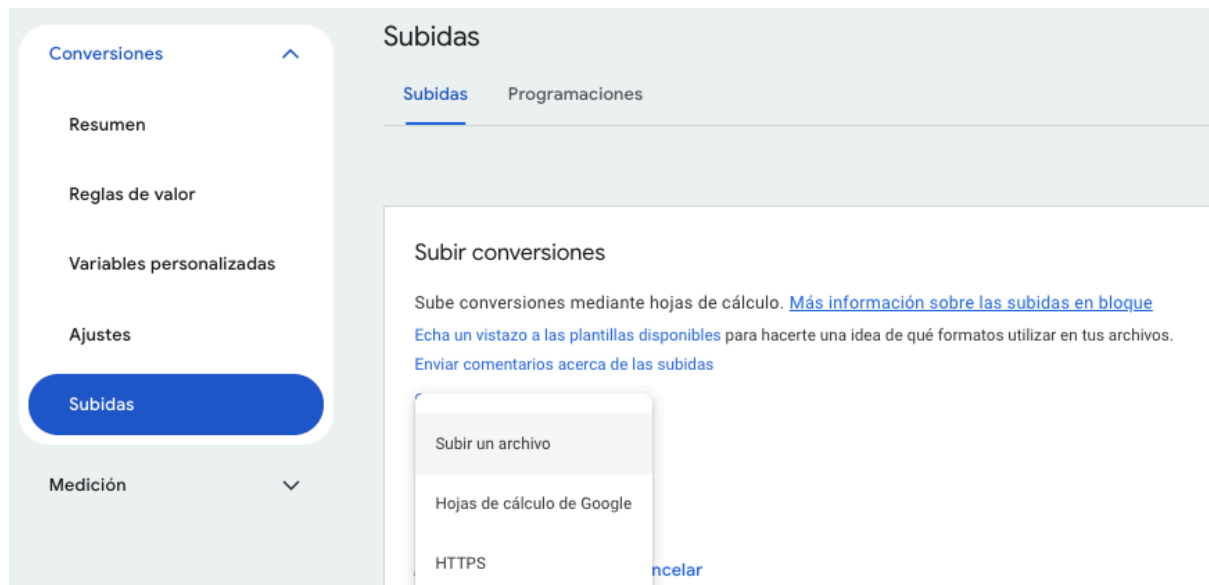 Conversiones
Resumen
Reglas de valor
Variables personalizadas
Ajustes
Subidas
Medición
Subidas
Subidas Programaciones
Subir conversiones
Sube conversiones mediante hojas de cálculo. Más información sobre las subidas en bloque
Echa un vistazo a las plantillas disponibles para hacerte una idea de qué formatos utilizar en tus archivos.
Enviar comentarios acerca de las subidas
Subir un archivo
Hojas de cálculo de Google
HTTPS
ncelar